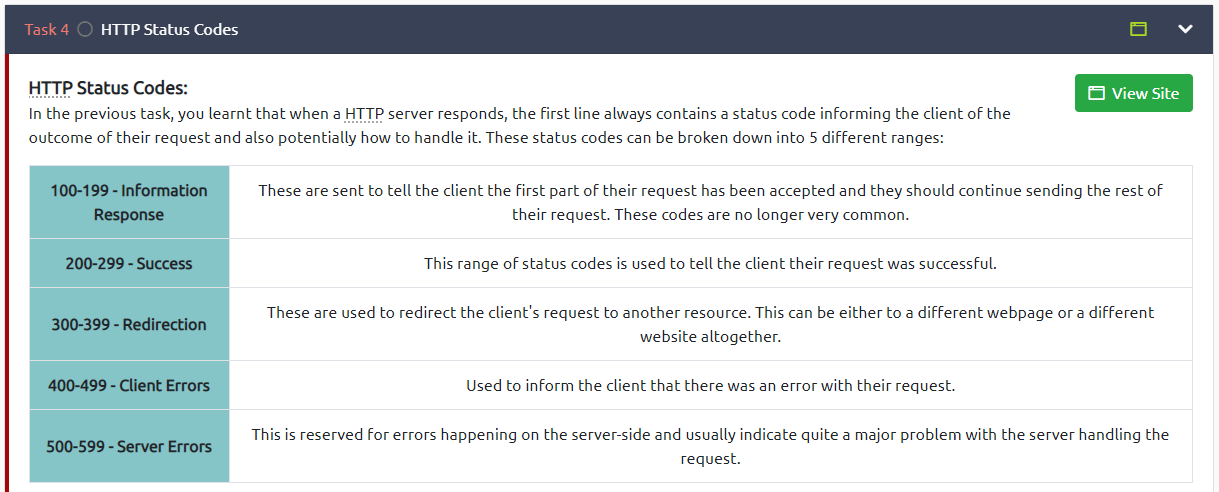 Task 4 HTTP Status Codes
HTTP Status Codes:
View Site
In the previous task, you learnt that when a HTTP server responds, the first line always contains a status code informing the client of the
outcome of their request and also potentially how to handle it. These status codes can be broken down into 5 different ranges:
100-199 - Information
Response
These are sent to tell the client the first part of their request has been accepted and they should continue sending the rest of
their request. These codes are no longer very common.
200-299 - Success
This range of status codes is used to tell the client their request was successful.
300-399 - Redirection
These are used to redirect the client's request to another resource. This can be either to a different webpage or a different
website altogether.
400-499 - Client Errors
Used to inform the client that there was an error with their request.
500-599 - Server Errors
This is reserved for errors happening on the server-side and usually indicate quite a major problem with the server handling the
request.